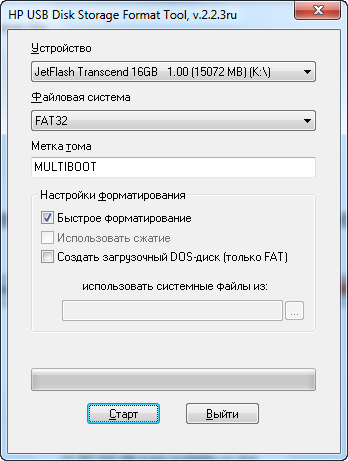 HP USB Disk Storage Format Tool, v.2.2.3ru
Устройство
JetFlash Transcend 16GB 1.00 (15072 MB) (K:\)
Файловая система
FAT32
Метка тома
MULTIBOOT
Настройки форматирования
Быстрое форматирование
Использовать сжатие
Создать загрузочный DOS-диск (только FAT)
использовать системные файлы из:
...
Старт Выйти